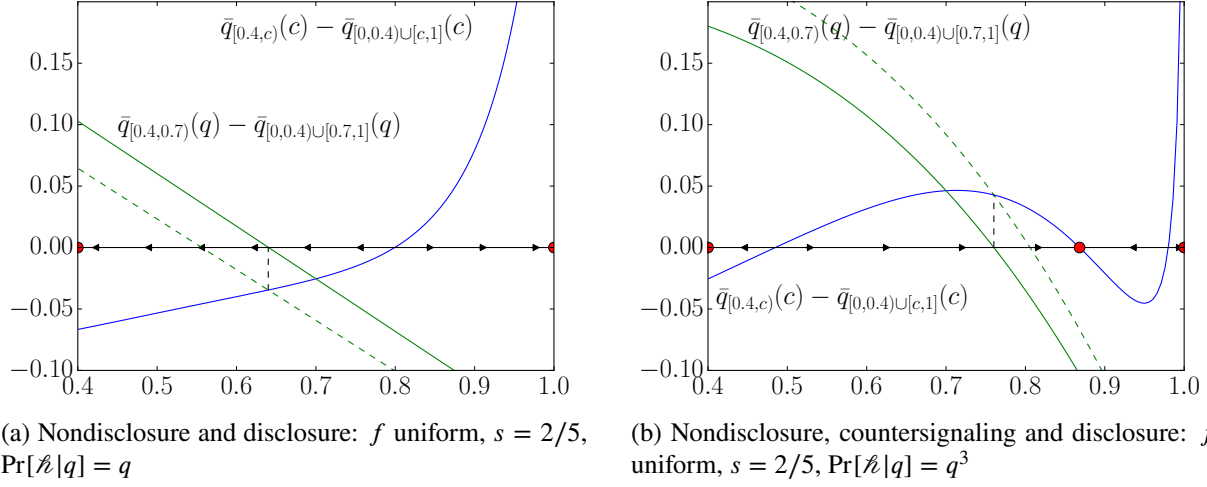 0.15
0.10
0.05
0.00
−0.05
−0.10
0.4 0.5 0.6 0.7 0.8 0.9 1.0
q̄[0.4,c)(c) − q̄[0,0.4)∪[c,1](c)
q̄[0.4,0.7)(q) − q̄[0,0.4)∪[0.7,1](q)
(a) Nondisclosure and disclosure: f uniform, s = 2/5,
Pr[ℏ|q] = q
0.15
0.10
0.05
0.00
−0.05
−0.10
0.4 0.5 0.6 0.7 0.8 0.9 1.0
q̄[0.4,0.7)(q) − q̄[0,0.4)∪[0.7,1](q)
q̄[0.4,c)(c) − q̄[0,0.4)∪[c,1](c)
(b) Nondisclosure, countersignaling and disclosure: f
uniform, s = 2/5, Pr[ℏ|q] = q³